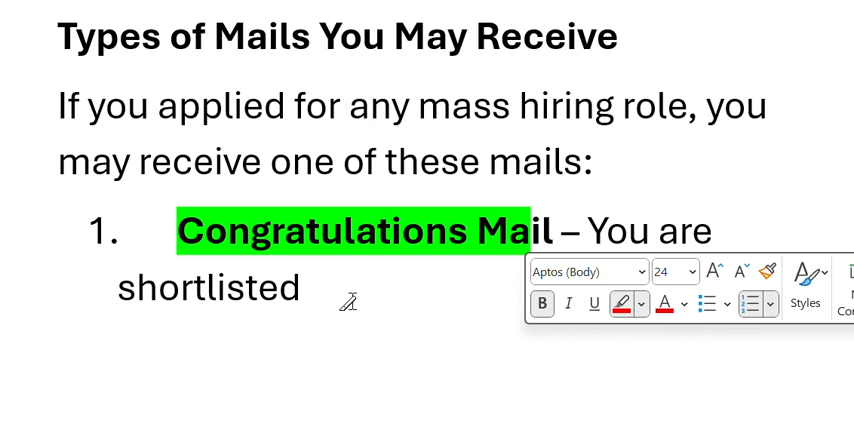 Types of Mails You May Receive
If you applied for any mass hiring role, you
may receive one of these mails:
1. Congratulations Mail – You are
shortlisted
Aptos (Body) 24 A A A
B I U A Styles